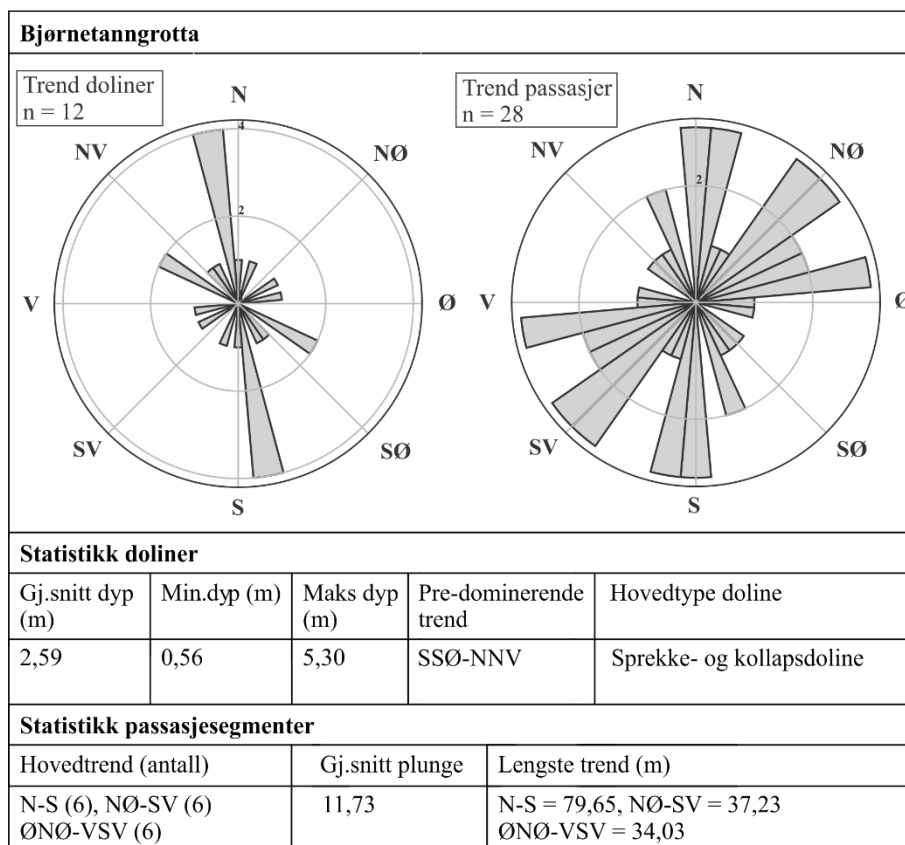 Bjørnetanngrotta
Trend doliner
n = 12
N
NØ
Ø
SØ
S
SV
V
NV
4
2
Trend passasjer
n = 28
N
NØ
Ø
SØ
S
SV
V
NV
2
Statistikk doliner
Gj.snitt dyp (m)
Min.dyp (m)
Maks dyp (m)
Pre-dominerende trend
Hovedtype doline
2,59
0,56
5,30
SSØ-NNV
Sprekke- og kollapsdoline
Statistikk passasjesegmenter
Hovedtrend (antall)
Gj.snitt plunge
Lengste trend (m)
N-S (6), NØ-SV (6)
ØNØ-VSV (6)
11,73
N-S = 79,65, NØ-SV = 37,23
ØNØ-VSV = 34,03